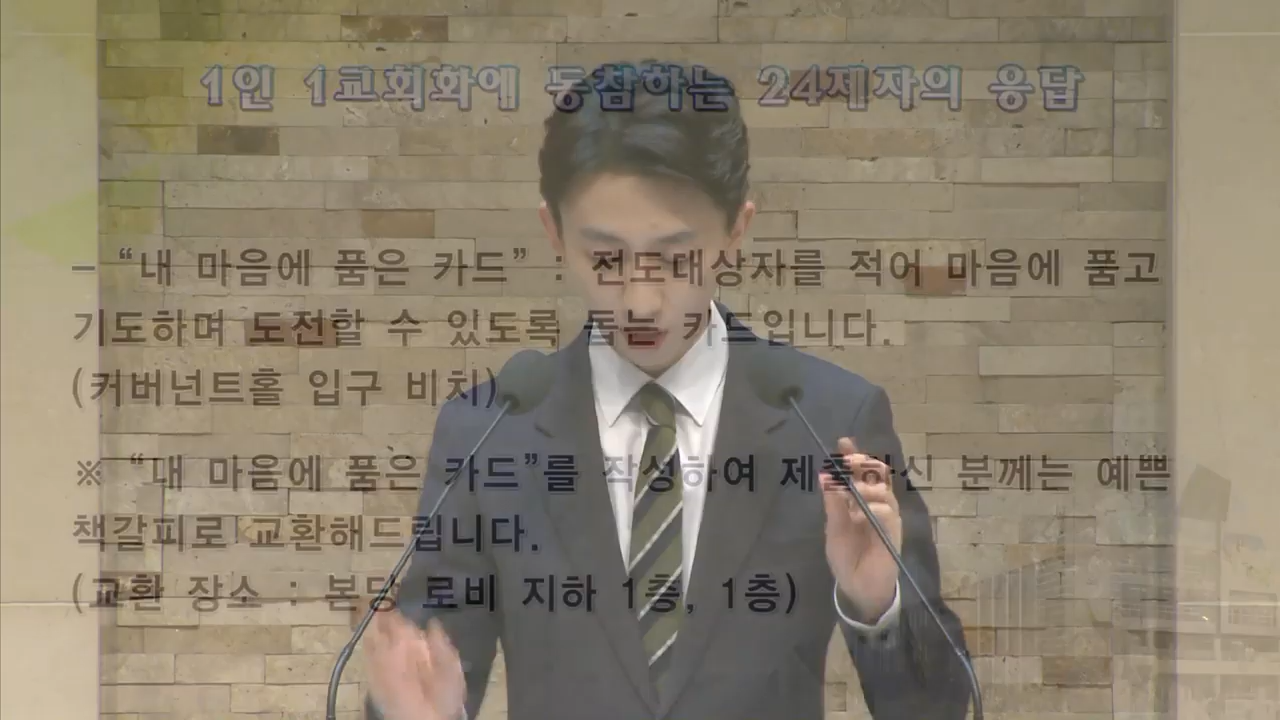 1인 1교회화에 동참하는 24제자의 응답
- “내 마음에 품은 카드” : 전도대상자를 적어 마음에 품고
기도하며 도전할 수 있도록 돕는 카드입니다.
(커버넌트홀 입구 비치)
※ “내 마음에 품은 카드”를 작성하여 제출하신 분께는 예쁜
책갈피로 교환해드립니다.
(교환 장소 : 본당 로비 지하 1층, 1층)